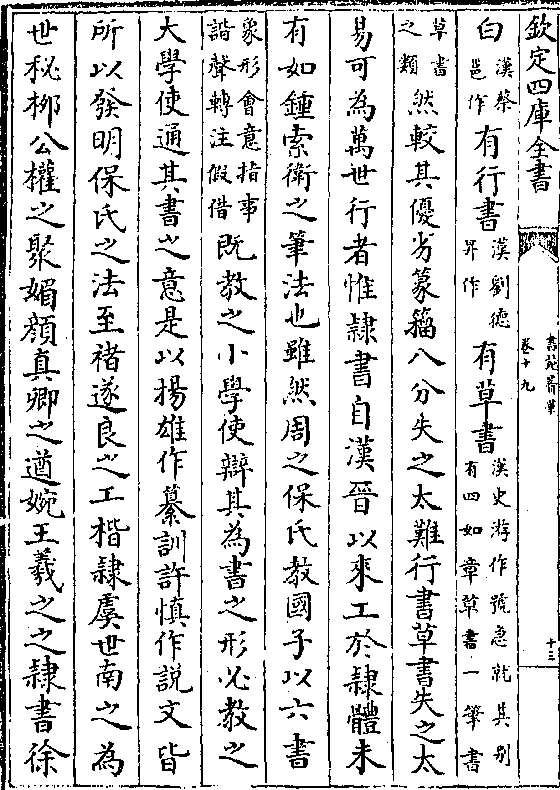 欽定四庫全書
書苑菁華
卷十九
十三
白漢蔡邕作有行書漢劉德昇作有草書漢史游作號急就其别有四如章草書一筆書
草書之類然較其優劣篆籀八分失之太難行書草書失之太
易可為萬世行者惟隸書自漢晉以來工於隸體未
有如鍾索衛之筆法也雖然周之保氏教國子以六書
象形會意指事諧聲轉注假借既教之小學使辯其為書之形必教之
大學使通其書之意是以揚雄作纂訓許慎作説文皆
所以發明保氏之法至褚遂良之工楷隸虞世南之為
世秘柳公權之聚媚顔真卿之遒婉王羲之之隸書徐